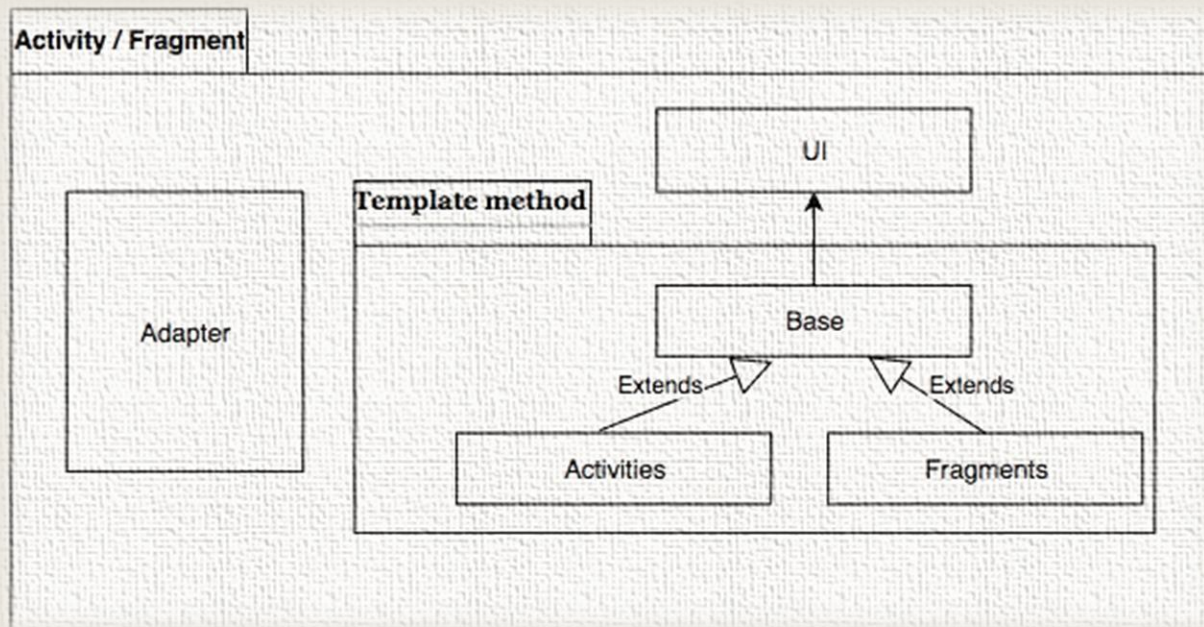 Activity / Fragment
UI
Template method
Adapter
Base
Extends
Extends
Activities
Fragments